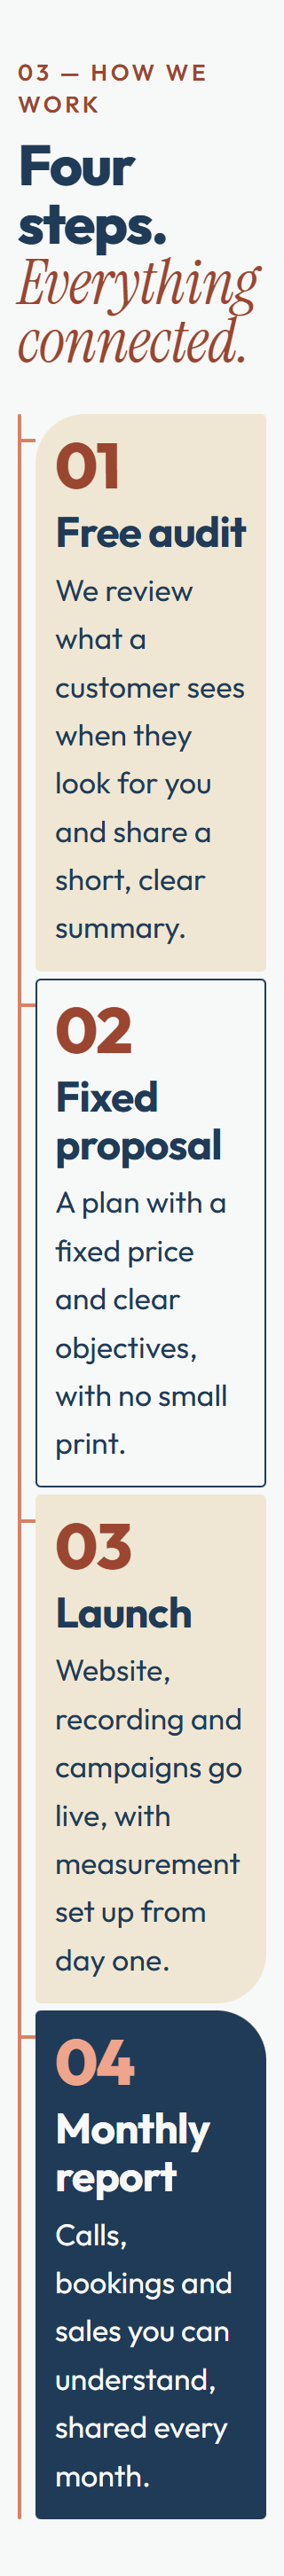 03 — HOW WE
WORK
Four
steps.
Everything
connected.
01
Free audit
We review
what a
customer sees
when they
look for you
and share a
short, clear
summary.
02
Fixed
proposal
A plan with a
fixed price
and clear
objectives,
with no small
print.
03
Launch
Website,
recording and
campaigns go
live, with
measurement
set up from
day one.
04
Monthly
report
Calls,
bookings and
sales you can
understand,
shared every
month.